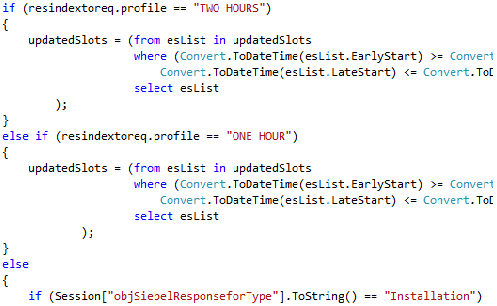 if (resindextoreq.profile == "TWO HOURS")
{
updatedSlots = (from esList in updatedSlots
where (Convert.ToDateTime(esList.EarlyStart) >= Convert
Convert.ToDateTime(esList.LateStart) <= Convert.ToD
select esList
);
}
else if (resindextoreq.profile == "ONE HOUR")
{
updatedSlots = (from esList in updatedSlots
where (Convert.ToDateTime(esList.EarlyStart) >= Convert
Convert.ToDateTime(esList.LateStart) <= Convert.ToD
select esList
);
}
else
{
if (Session["objSiebelResponseforType"].ToString() == "Installation")